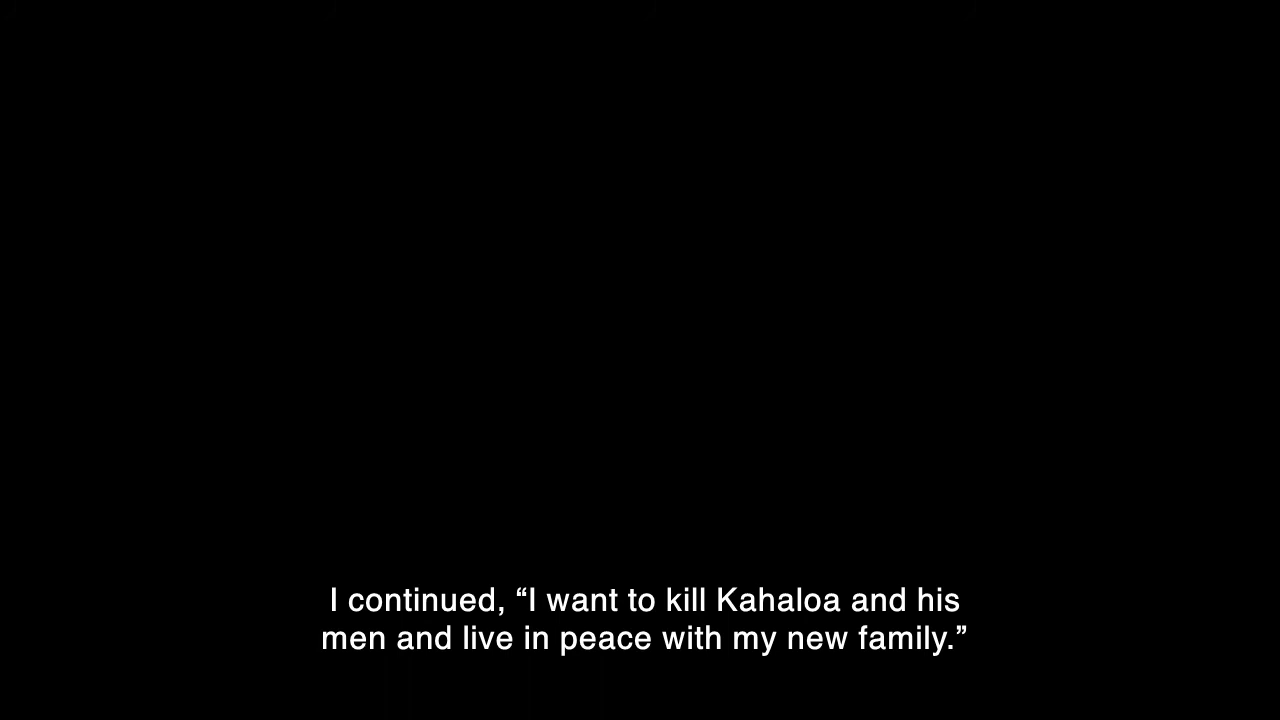 I continued, “I want to kill Kahaloa and his
men and live in peace with my new family.”